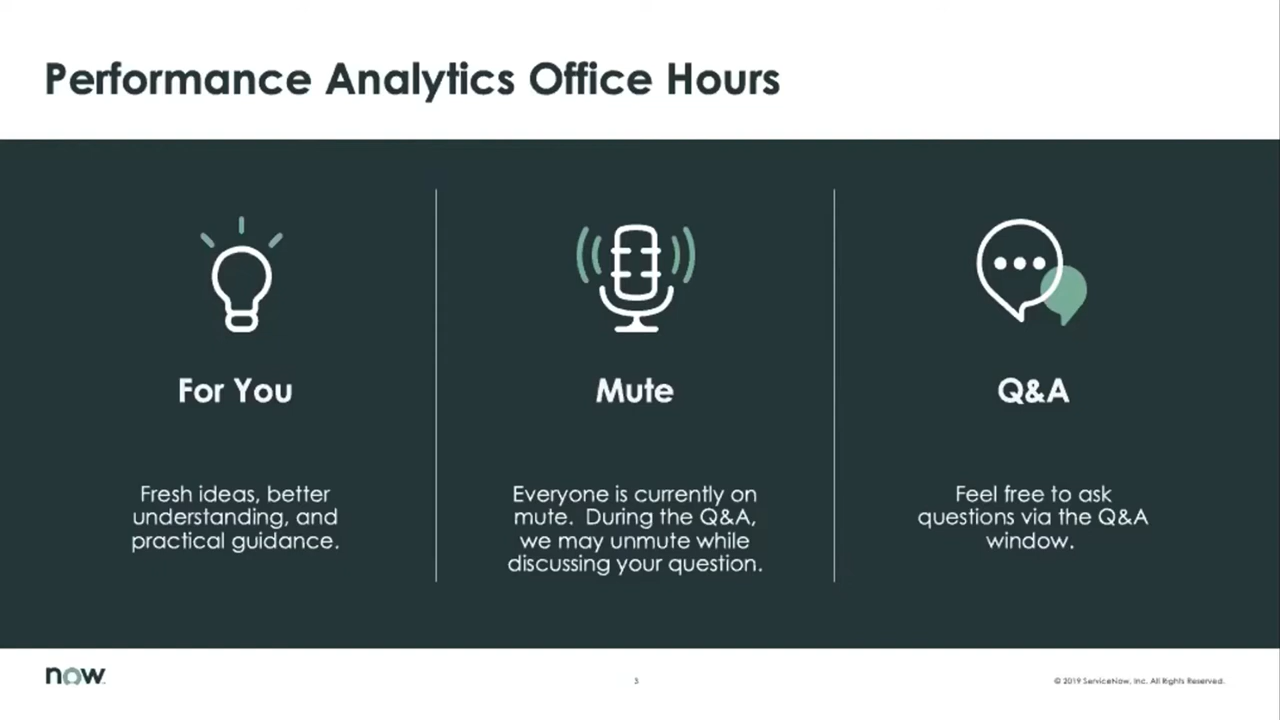 Performance Analytics Office Hours
For You
Fresh ideas, better
understanding, and
practical guidance.
Mute
Everyone is currently on
mute.  During the Q&A,
we may unmute while
discussing your question.
Q&A
Feel free to ask
questions via the Q&A
window.
now
3
© 2019 ServiceNow, Inc. All Rights Reserved.